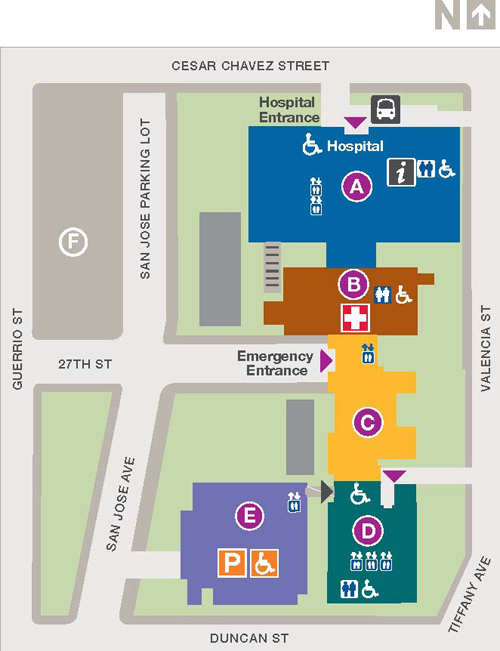 N
CESAR CHAVEZ STREET
Hospital
Entrance
SAN JOSE PARKING LOT
Hospital
i
A
F
B
GUERRIO ST
VALENCIA ST
Emergency
Entrance
27TH ST
C
SAN JOSE AVE
E
D
P
TIFFANY AVE
DUNCAN ST